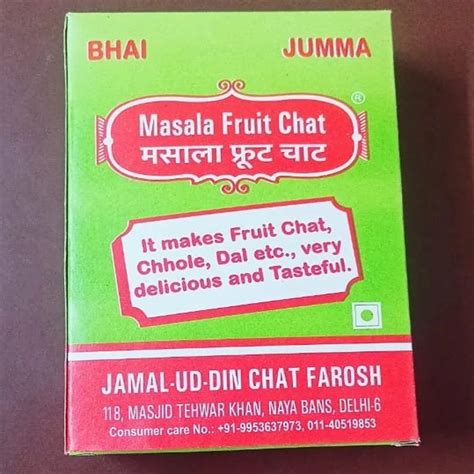 BHAI JUMMA
®
Masala Fruit Chat
मसाला फ्रूट चाट
It makes Fruit Chat,
Chhole, Dal etc., very
delicious and Tasteful.
JAMAL-UD-DIN CHAT FAROSH
118, MASJID TEHWAR KHAN, NAYA BANS, DELHI-6
Consumer care No.: +91-9953637973, 011-40519853